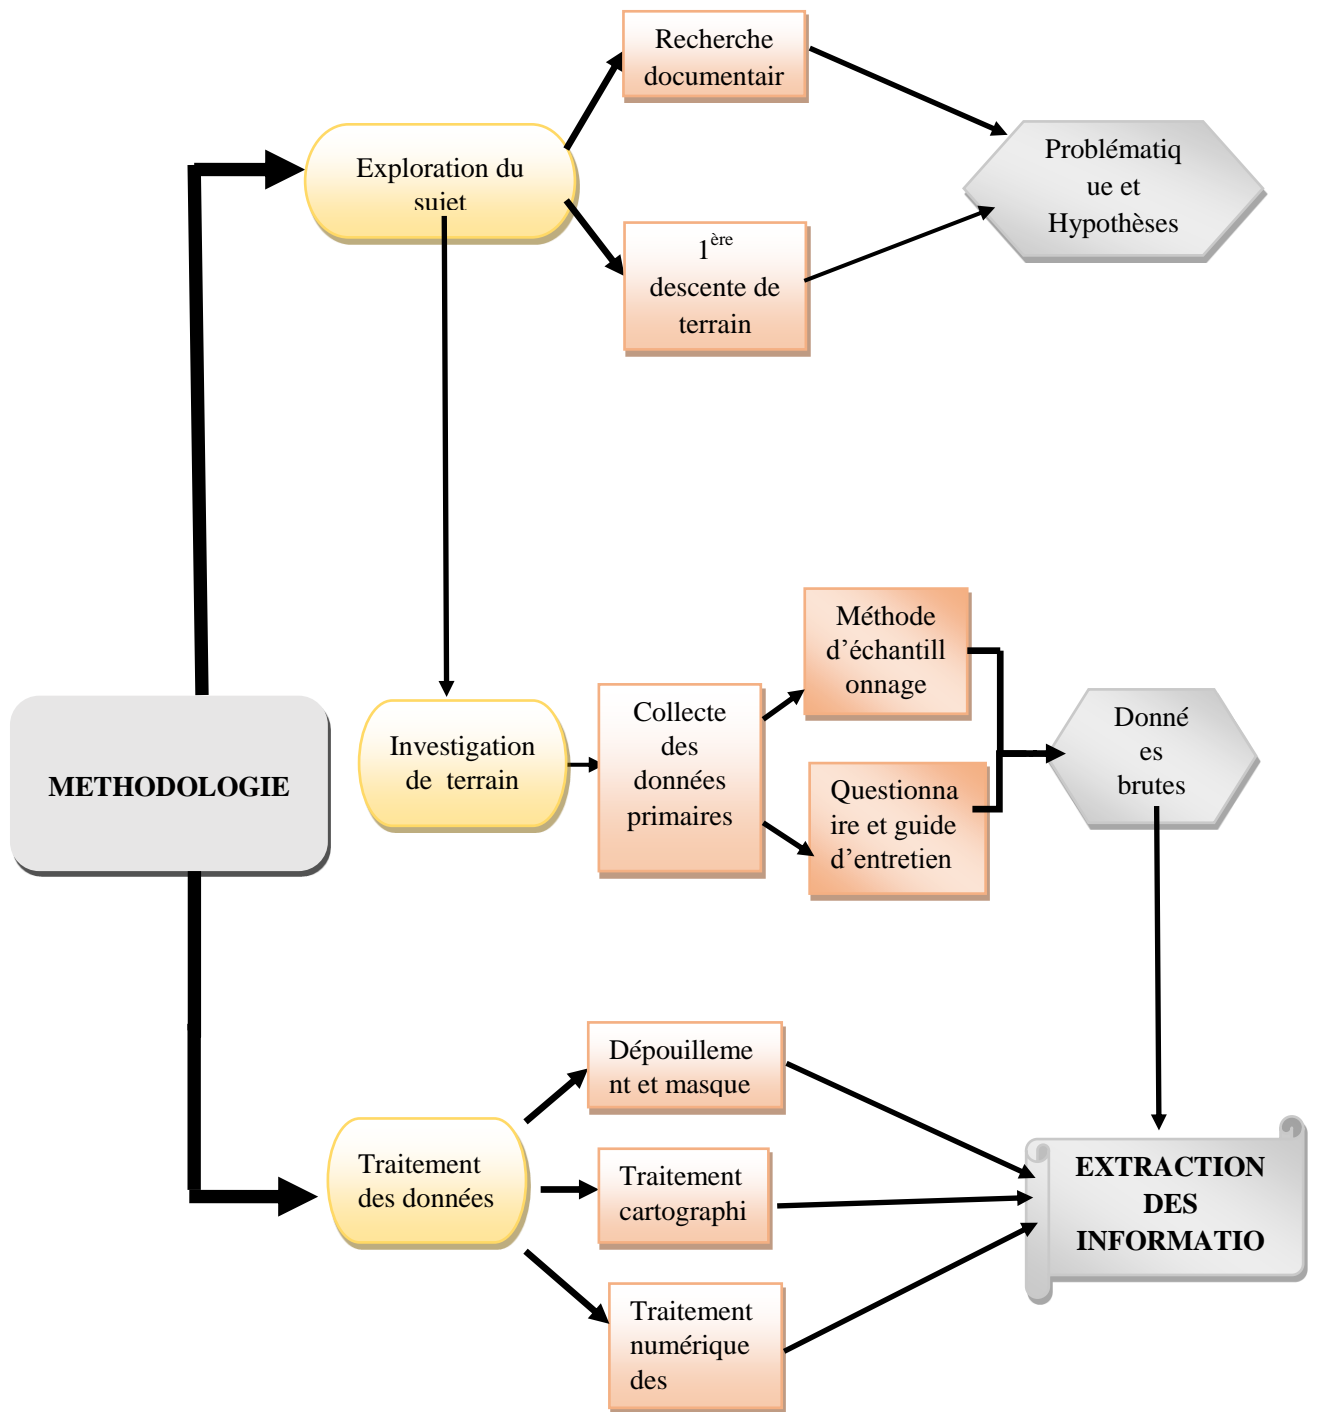 Recherche
documentair
Exploration du
sujet
Problématiq
ue et
Hypothèses
1ère
descente de
terrain
Méthode
d’échantill
onnage
Collecte
des
données
primaires
Donné
es
brutes
Investigation
de terrain
METHODOLOGIE
Questionna
ire et guide
d’entretien
Dépouilleme
nt et masque
Traitement
des données
Traitement
cartographi
EXTRACTION
DES
INFORMATIO
Traitement
numérique
des